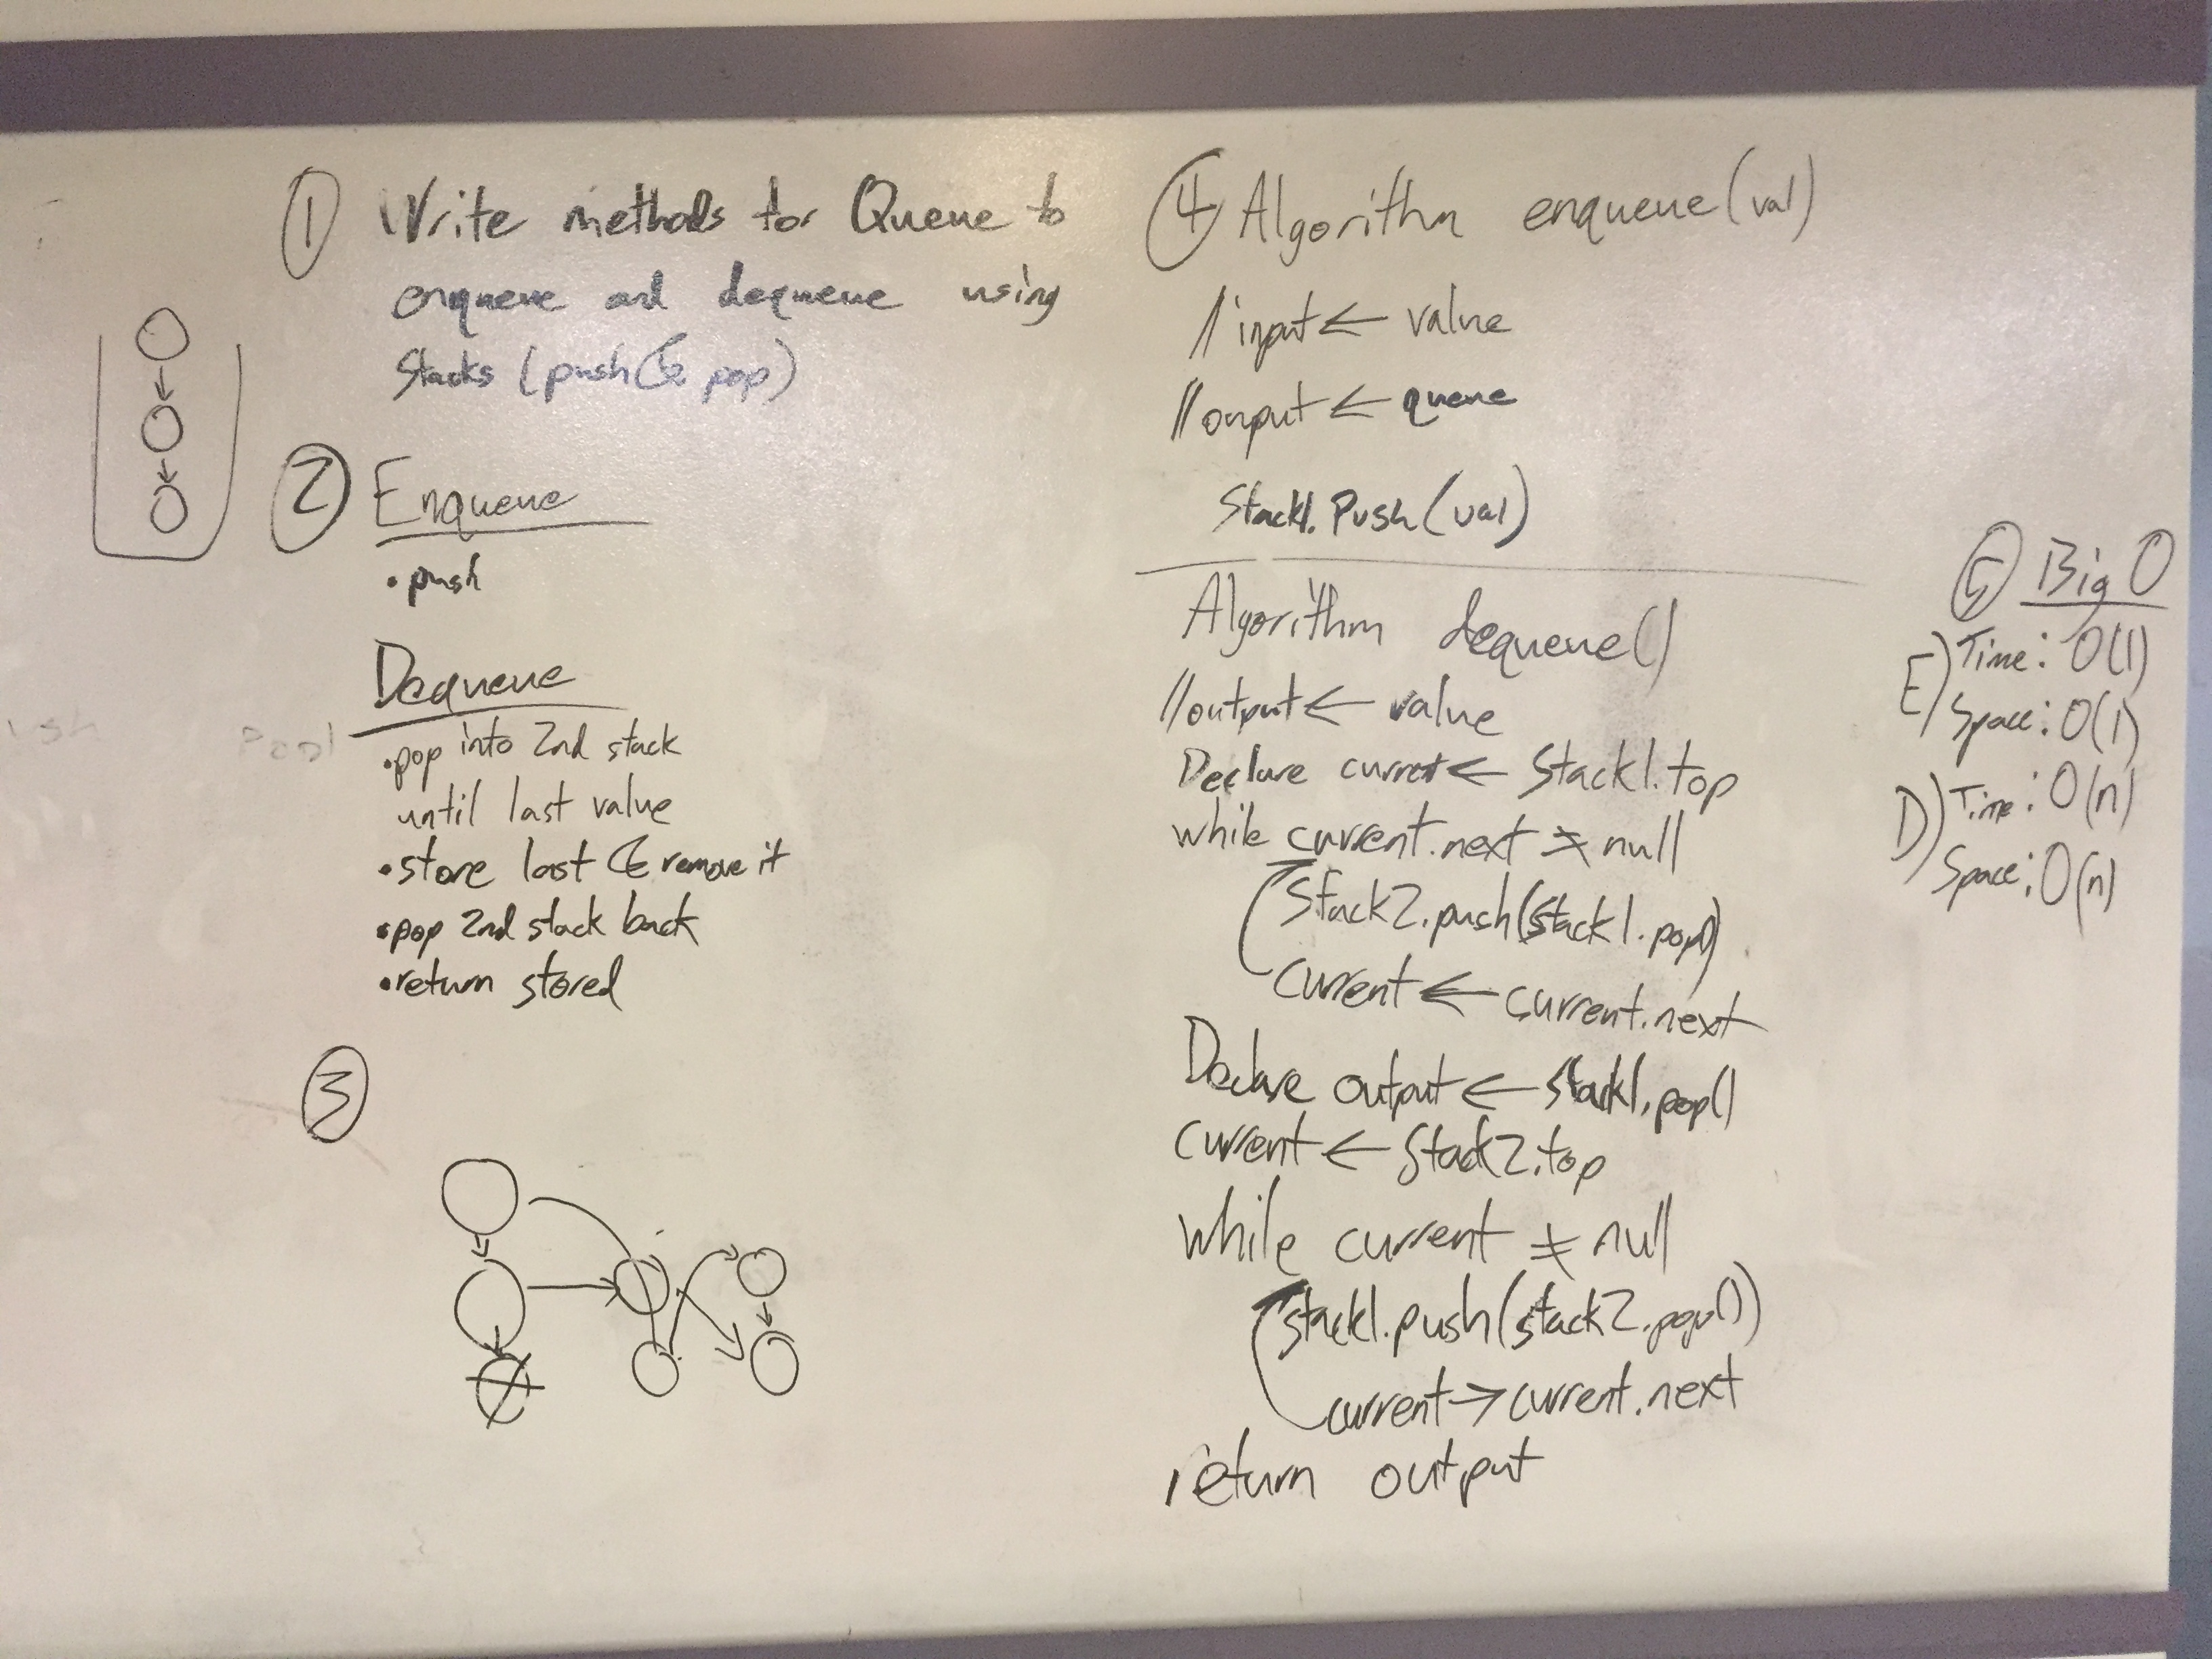 ① Write methods for Queue to
enqueue and dequeue using
Stacks (push & pop)
② Enqueue
• push
Dequeue
• pop into 2nd stack
until last value
• store last & remove it
• pop 2nd stack back
• return stored
③
④ Algorithm enqueue(val)
// input ← value
// onput ← queue
Stack1.Push(val)
Algorithm dequeue()
// output ← value
Declare curret ← Stack1.top
while current.next ≠ null
Stack2.push(stack1.pop())
current ← current.next
Declare output ← stack1.pop()
current ← Stack2.top
while current ≠ null
stack1.push(stack2.pop())
current → current.next
return output
⑤ Big O
E) Time: O(1)
Space: O(1)
D) Time: O(n)
Space: O(n)